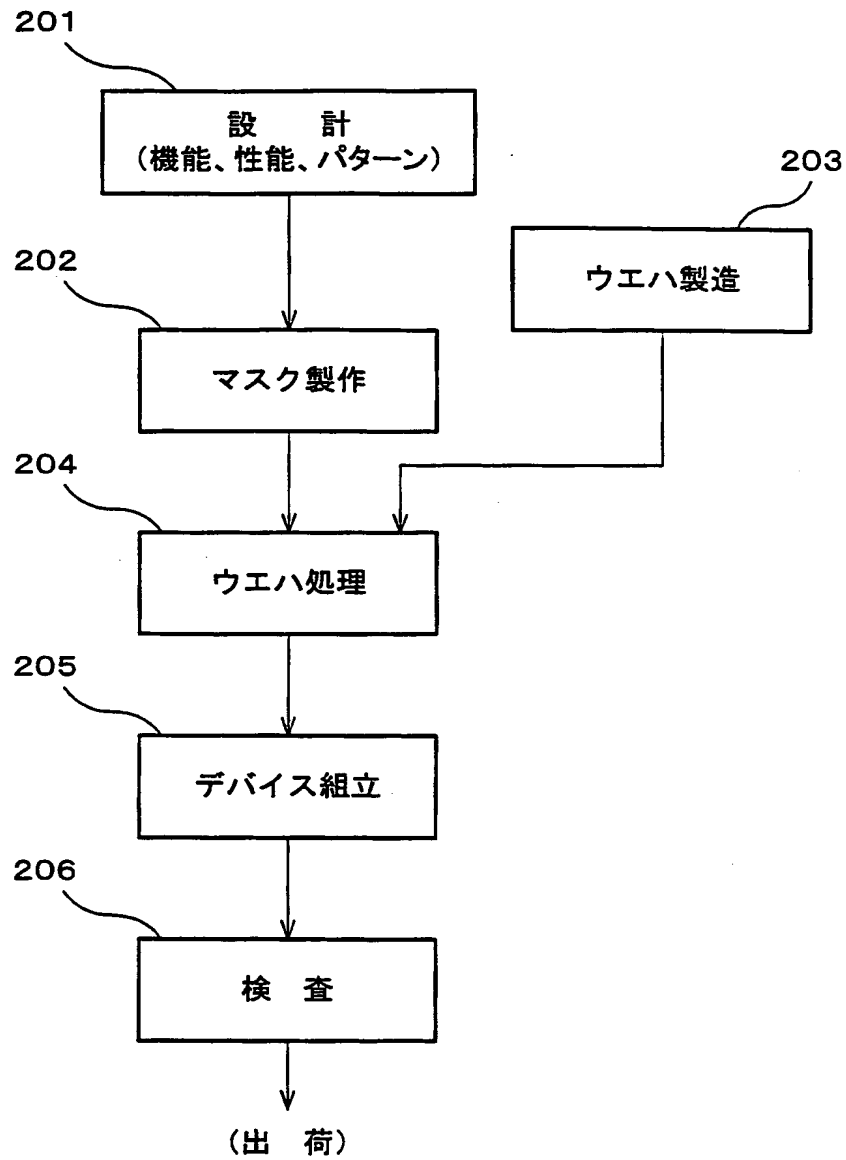 201
設 計
(機能、性能、パターン)
203
ウエハ製造
202
マスク製作
204
ウエハ処理
205
デバイス組立
206
検 査
(出 荷)